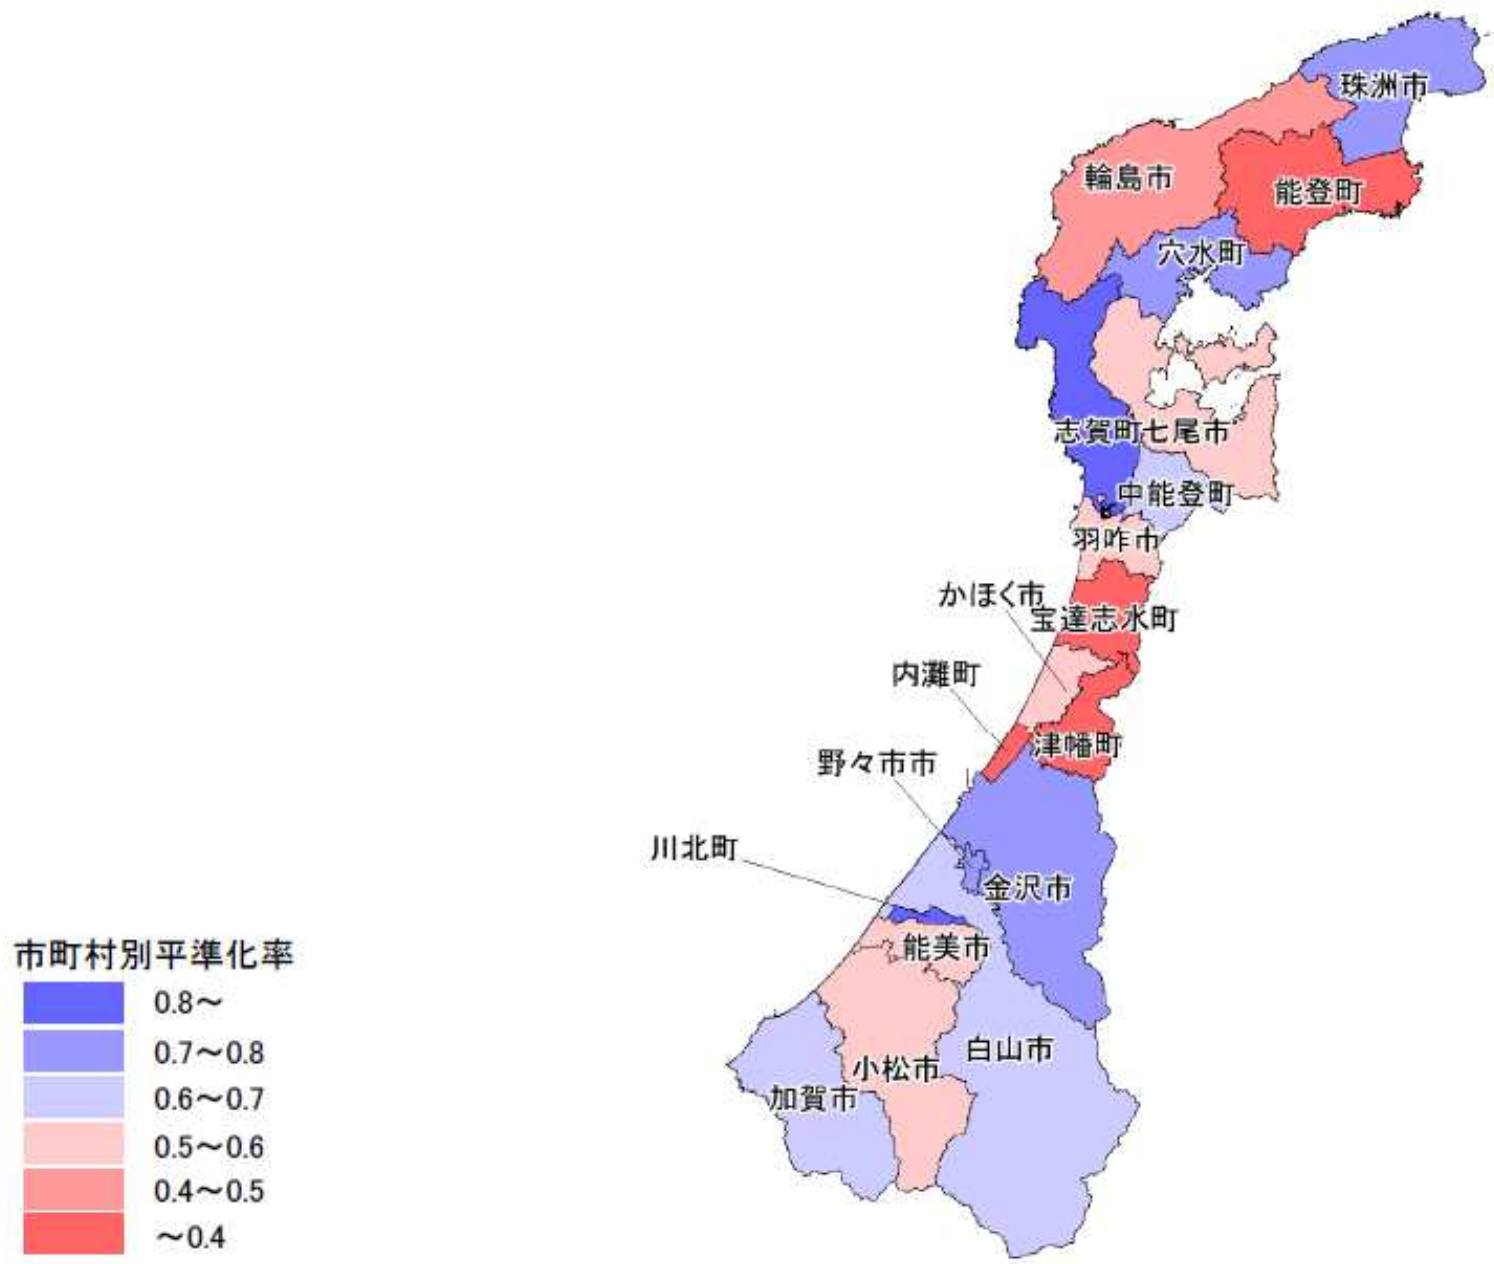 珠洲市
輪島市
能登町
穴水町
志賀町
七尾市
中能登町
羽咋市
かほく市
宝達志水町
内灘町
津幡町
野々市市
川北町
金沢市
能美市
白山市
小松市
加賀市
市町村別平準化率
0.8～
0.7～0.8
0.6～0.7
0.5～0.6
0.4～0.5
～0.4